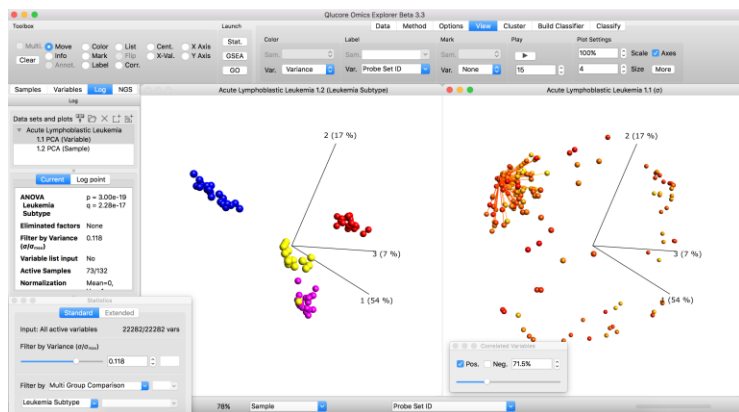 Qlucore Omics Explorer Beta 3.3
Toolbox
Launch
Data Method Options View Cluster Build Classifier Classify
Multi. Move Color List Cent. X Axis
Info Mark Flip X-Val. Y Axis
Clear Annot. Label Corr.
Stat.
GSEA
GO
Color Label Mark Play Plot Settings
Sam. Sam. Sam. 100% Scale Axes
Var. Variance Var. Probe Set ID Var. None 15 4 Size More
Samples Variables Log NGS
Log
Data sets and plots
Acute Lymphoblastic Leukemia
1.1 PCA (Variable)
1.2 PCA (Sample)
Current Log point
ANOVA p = 3.00e-19
Leukemia q = 2.28e-17
Subtype
Eliminated factors None
Filter by Variance 0.118
(σ/σmax)
Variable list input No
Active Samples 73/132
Normalization Mean=0,
Statistics
Standard Extended
Input: All active variables 22282/22282 vars
Filter by Variance (σ/σmax)
0.118
Filter by Multi Group Comparison
Leukemia Subtype
Acute Lymphoblastic Leukemia 1.2 (Leukemia Subtype)
2 (17 %)
3 (7 %)
1 (54 %)
Acute Lymphoblastic Leukemia 1.1 (σ)
2 (17 %)
3 (7 %)
1 (54 %)
Correlated Variables
Pos. Neg. 71.5%
78% Sample Probe Set ID